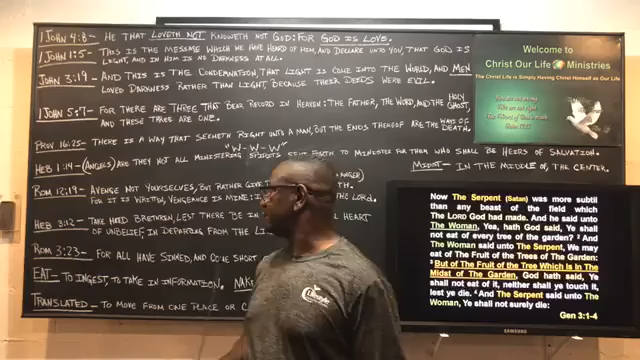 1 JOHN 4:8- HE THAT LOVETH NOT KNOWETH NOT GOD: FOR GOD IS LOVE.
1 JOHN 1:5- THIS IS THE MESSAGE WHICH WE HAVE HEARD OF HIM, AND DECLARE UNTO YOU, THAT GOD IS
LIGHT, AND IN HIM IS NO DARKNESS AT ALL.
JOHN 3:19- AND THIS IS THE CONDEMNATION, THAT LIGHT IS COME INTO THE WORLD, AND MEN
LOVED DARKNESS RATHER THAN LIGHT, BECAUSE THEIR DEEDS WERE EVIL.
1 JOHN 5:7- FOR THERE ARE THREE THAT BEAR RECORD IN HEAVEN: THE FATHER, THE WORD, AND THE HOLY GHOST,
AND THESE THREE ARE ONE.
PROV 16:25- THERE IS A WAY THAT SEEMETH RIGHT UNTO A MAN, BUT THE ENDS THEREOF ARE THE WAYS OF DEATH.
"W-W-W"
HEB 1:14- (ANGELS) ARE THEY NOT ALL MINISTERING SPIRITS SENT FORTH TO MINISTER FOR THEM WHO SHALL BE HEIRS OF SALVATION.
ROM 12:19- AVENGE NOT YOURSELVES, BUT RATHER GIVE
FOR IT IS WRITTEN, VENGEANCE IS MINE: THE LORD.
HEB 3:12- TAKE HEED BRETHREN, LEST THERE BE IN HEART
OF UNBELIEF, IN DEPARTING FROM THE
ROM 3:23- FOR ALL HAVE SINNED, AND COME SHORT
EAT- TO INGEST, TO TAKE IN INFORMATION.
TRANSLATED- TO MOVE FROM ONE PLACE OR
MIDST- IN THE MIDDLE OF THE CENTER.
Welcome to
Christ Our Life Ministries
The Christ Life is Simply Having Christ Himself as Our Life
Now The Serpent (Satan) was more subtil
than any beast of the field which
The LORD God had made. And he said unto
The Woman, Yea, hath God said, Ye shall
not eat of every tree of the garden? 2 And
The Woman said unto The Serpent, We may
eat of The Fruit of the Trees of The Garden:
3 But of The Fruit of the Tree Which is In The
Midst of The Garden, God hath said, Ye
shall not eat of it, neither shall ye touch it,
lest ye die. 4 And The Serpent said unto The
Woman, Ye shall not surely die:
Gen 3:1-4
SAMSUNG